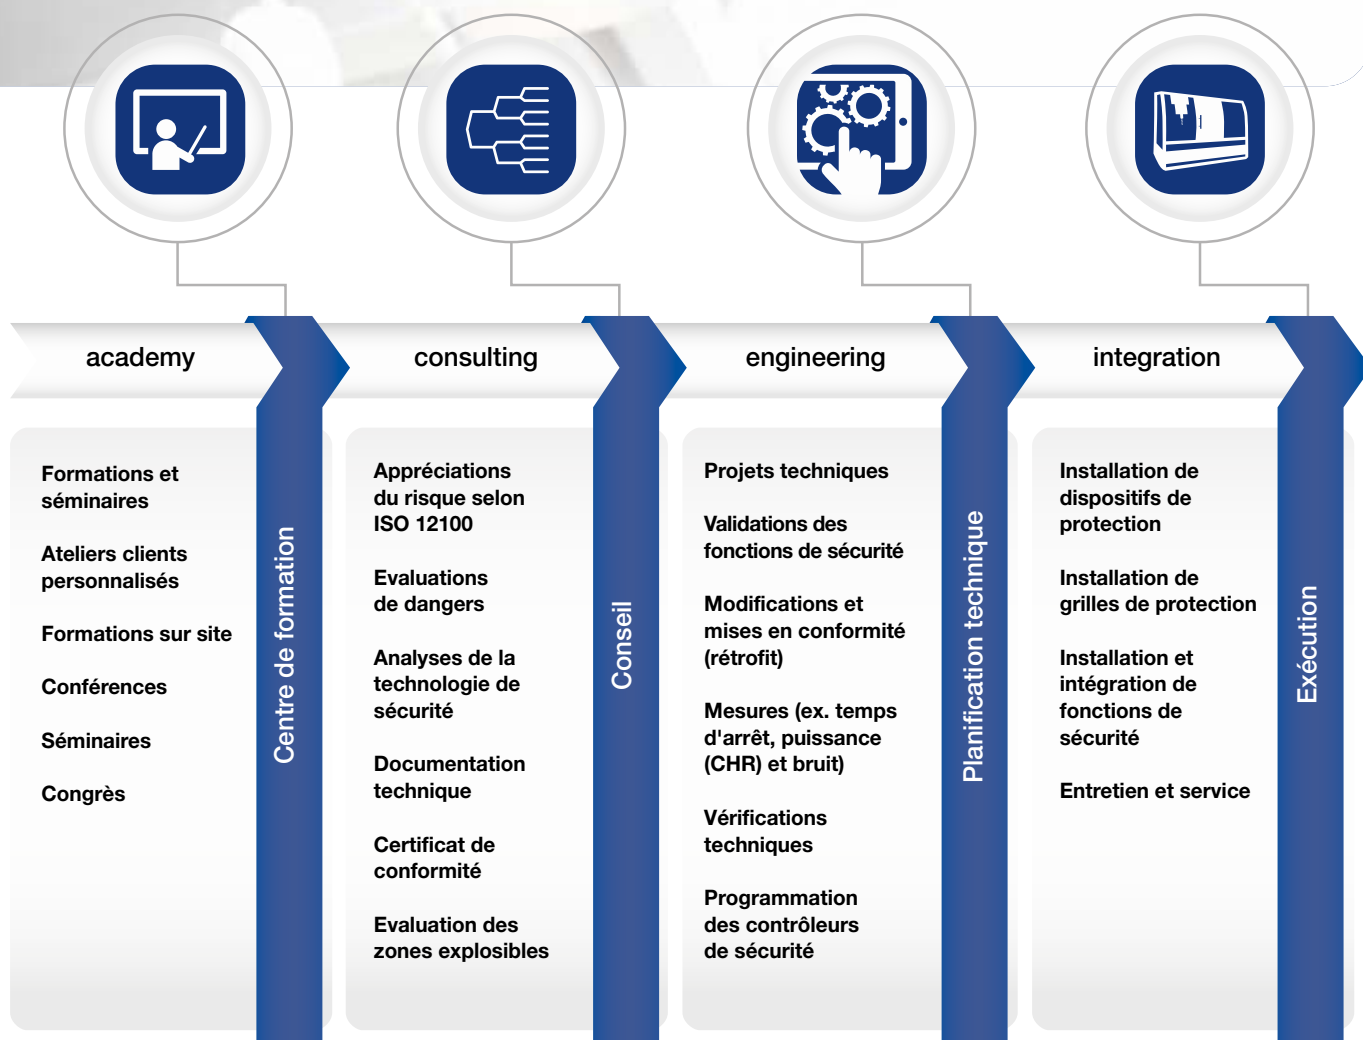 academy
Formations et
séminaires
Ateliers clients
personnalisés
Formations sur site
Conférences
Séminaires
Congrès
Centre de formation
consulting
Appréciations
du risque selon
ISO 12100
Evaluations
de dangers
Analyses de la
technologie de
sécurité
Documentation
technique
Certificat de
conformité
Evaluation des
zones explosibles
Conseil
engineering
Projets techniques
Validations des
fonctions de sécurité
Modifications et
mises en conformité
(rétrofit)
Mesures (ex. temps
d'arrêt, puissance
(CHR) et bruit)
Vérifications
techniques
Programmation
des contrôleurs
de sécurité
Planification technique
integration
Installation de
dispositifs de
protection
Installation de
grilles de protection
Installation et
intégration de
fonctions de
sécurité
Entretien et service
Exécution